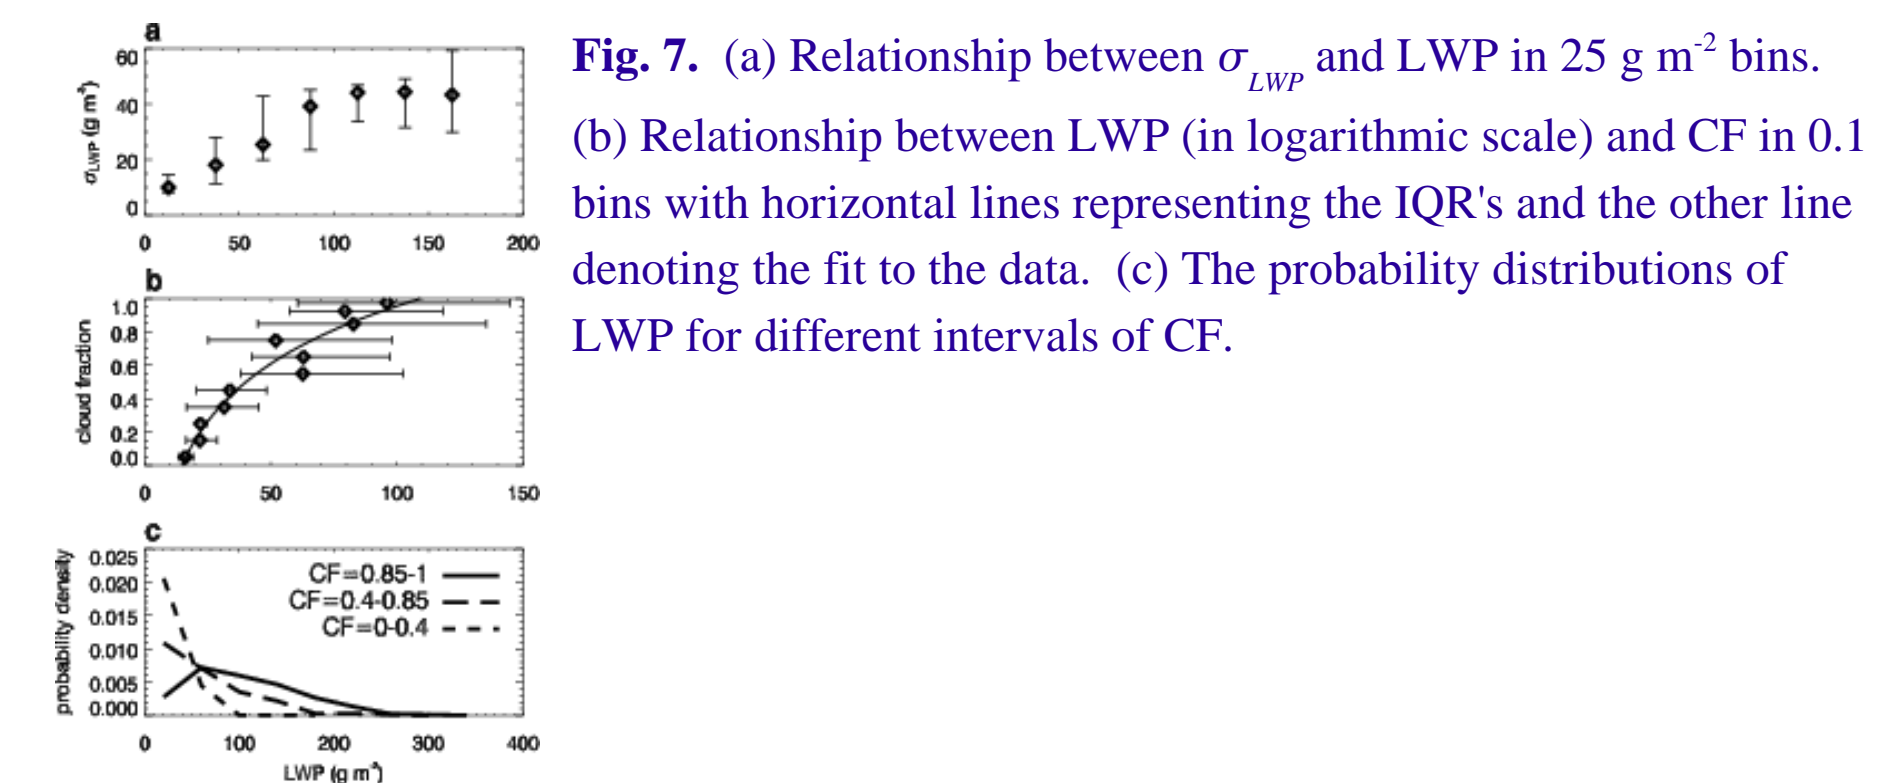 a
60
40
20
0
σLWP (g m-2)
0 50 100 150 200
b
1.0
0.8
0.6
0.4
0.2
0.0
cloud fraction
0 50 100 150
c
0.025
0.020
0.015
0.010
0.005
0.000
probability density
CF=0.85-1
CF=0.4-0.85
CF=0-0.4
0 100 200 300 400
LWP (g m-2)
Fig. 7. (a) Relationship between σLWP and LWP in 25 g m-2 bins.
(b) Relationship between LWP (in logarithmic scale) and CF in 0.1
bins with horizontal lines representing the IQR's and the other line
denoting the fit to the data. (c) The probability distributions of
LWP for different intervals of CF.